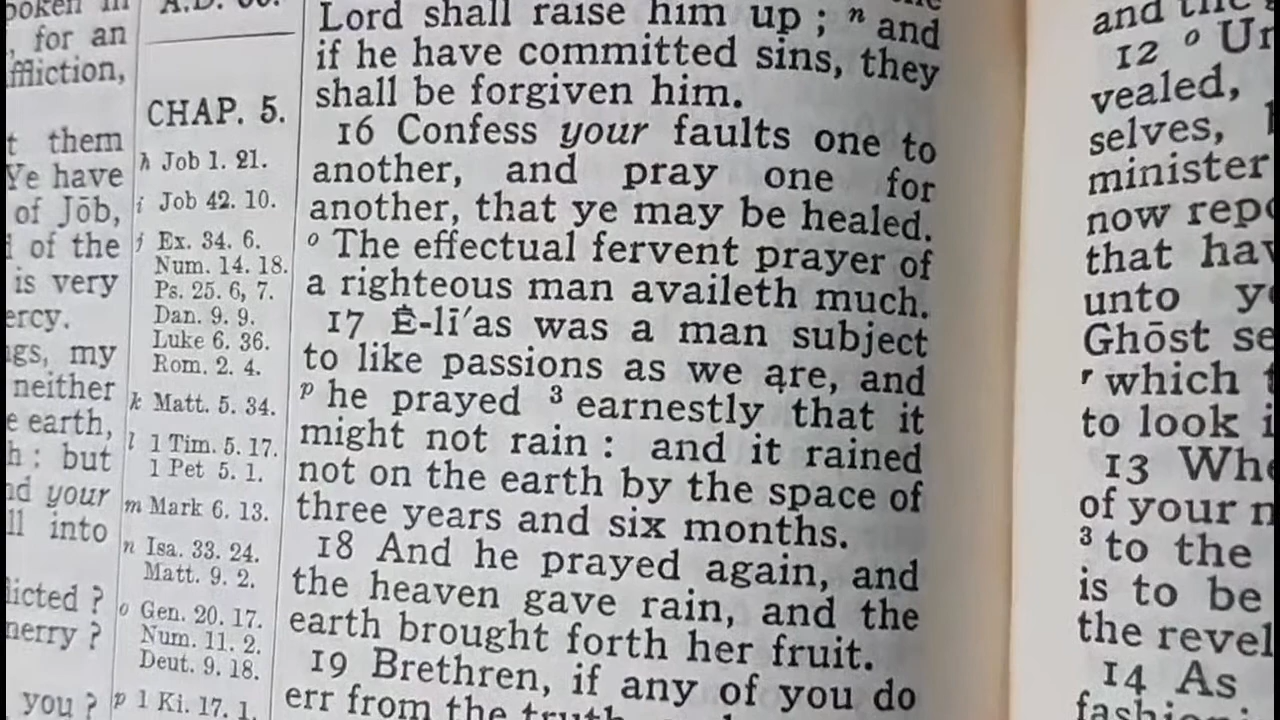 poken in
, for an
ffliction,
t them
Ye have
of Jōb,
of the
is very
ercy.
ngs, my
neither
e earth,
h : but
nd your
ll into
licted ?
nerry ?
you ?
CHAP. 5.
h Job 1. 21.
i Job 42. 10.
j Ex. 34. 6.
Num. 14. 18.
Ps. 25. 6, 7.
Dan. 9. 9.
Luke 6. 36.
Rom. 2. 4.
k Matt. 5. 34.
l 1 Tim. 5. 17.
1 Pet 5. 1.
m Mark 6. 13.
n Isa. 33. 24.
Matt. 9. 2.
o Gen. 20. 17.
Num. 11. 2.
Deut. 9. 18.
p 1 Ki. 17. 1.
Lord shall raise him up ; n and
if he have committed sins, they
shall be forgiven him.
16 Confess your faults one to
another, and pray one for
another, that ye may be healed.
o The effectual fervent prayer of
a righteous man availeth much.
17 Ē-lī′as was a man subject
to like passions as we are, and
p he prayed 3 earnestly that it
might not rain : and it rained
not on the earth by the space of
three years and six months.
18 And he prayed again, and
the heaven gave rain, and the
earth brought forth her fruit.
19 Brethren, if any of you do
err from the truth
and the
12 o Un
vealed,
selves,
minister
now repo
that hav
unto y
Ghōst se
r which t
to look i
13 Whe
of your m
3 to the
is to be
the revel
14 As
fashioni